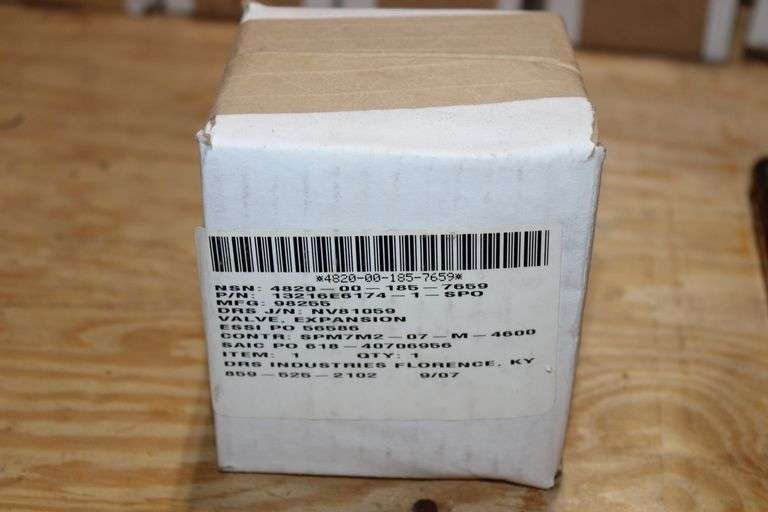 *4820-00-185-7659*
NSN: 4820-00-185-7659
P/N: 13216E6174-1-SPO
MFG: 98255
DRS J/N: NV81059
VALVE, EXPANSION
ESSI PO 56586
CONTR: SPM7M2-07-M-4600
SAIC PO 618-40706956
ITEM: 1 QTY: 1
DRS INDUSTRIES FLORENCE, KY
859-525-2102 9/07